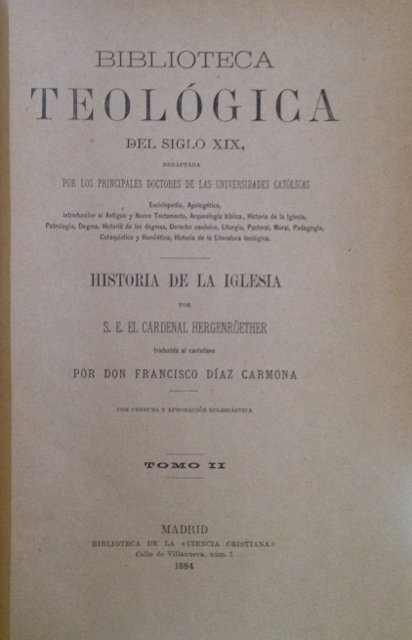 BIBLIOTECA
TEOLÓGICA
DEL SIGLO XIX,
REDACTADA
POR LOS PRINCIPALES DOCTORES DE LAS UNIVERSIDADES CATÓLICAS
Enciclopedia, Apologética,
Introduccion al Antiguo y Nuevo Testamento, Arqueología bíblica, Historia de la Iglesia,
Patrología, Dogma, Historia de los dogmas, Derecho canónico, Liturgia, Pastoral, Moral, Pedagogía,
Catequística y Homilética, Historia de la Literatura teológica.
HISTORIA DE LA IGLESIA
POR
S. E. EL CARDENAL HERGENRÖETHER
traducida al castellano
POR DON FRANCISCO DÍAZ CARMONA
CON CENSURA Y APROBACIÓN ECLESIÁSTICA
TOMO II
MADRID
BIBLIOTECA DE LA «CIENCIA CRISTIANA»
Calle de Villanueva, núm. 5
1884